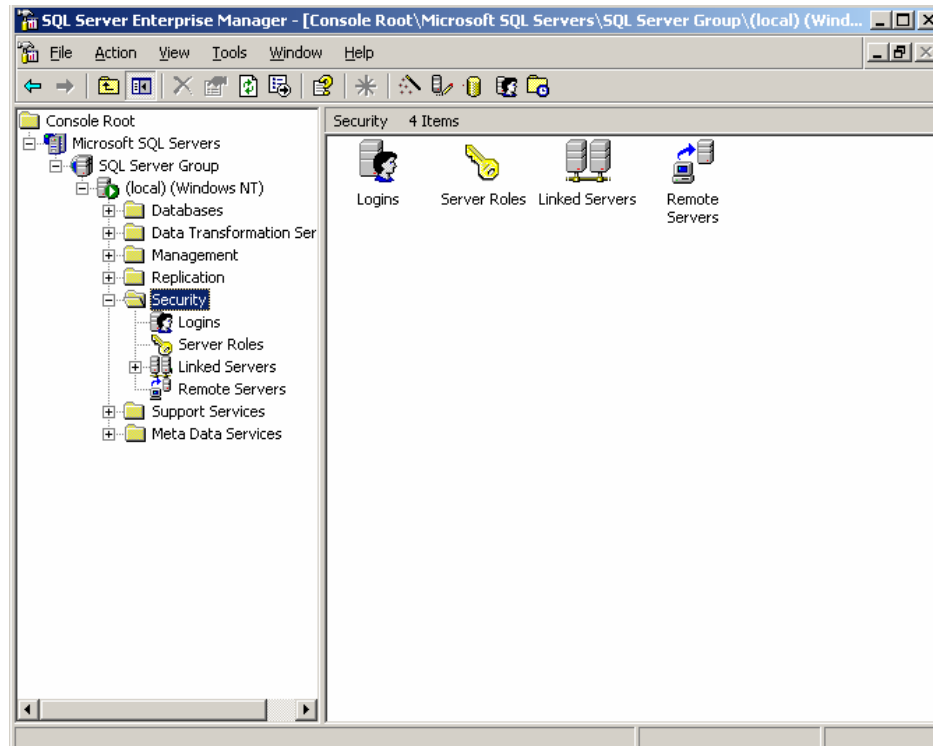 SQL Server Enterprise Manager - [Console Root\Microsoft SQL Servers\SQL Server Group\(local) (Wind...
File Action View Tools Window Help
Console Root
Microsoft SQL Servers
SQL Server Group
(local) (Windows NT)
Databases
Data Transformation Ser
Management
Replication
Security
Logins
Server Roles
Linked Servers
Remote Servers
Support Services
Meta Data Services
Security 4 Items
Logins Server Roles Linked Servers Remote
Servers